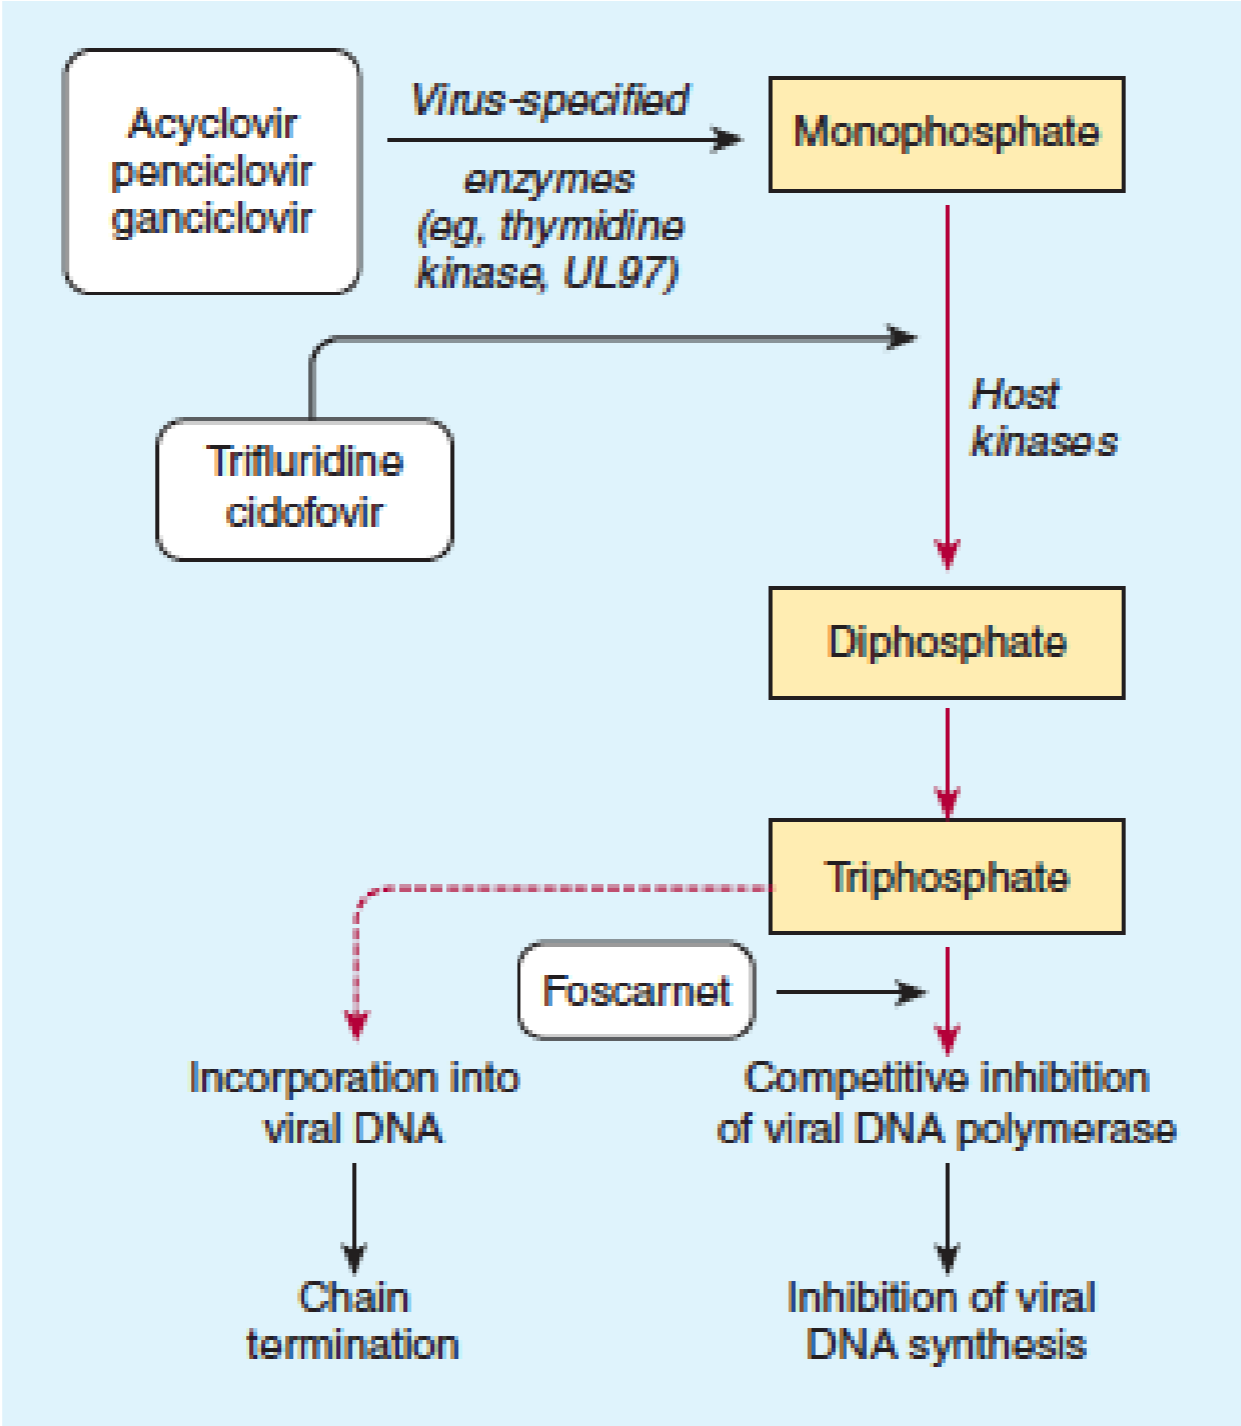 Acyclovir
penciclovir
ganciclovir
Virus-specified
enzymes
(eg, thymidine
kinase, UL97)
Monophosphate
Trifluridine
cidofovir
Host
kinases
Diphosphate
Triphosphate
Foscarnet
Incorporation into
viral DNA
Competitive inhibition
of viral DNA polymerase
Chain
termination
Inhibition of viral
DNA synthesis